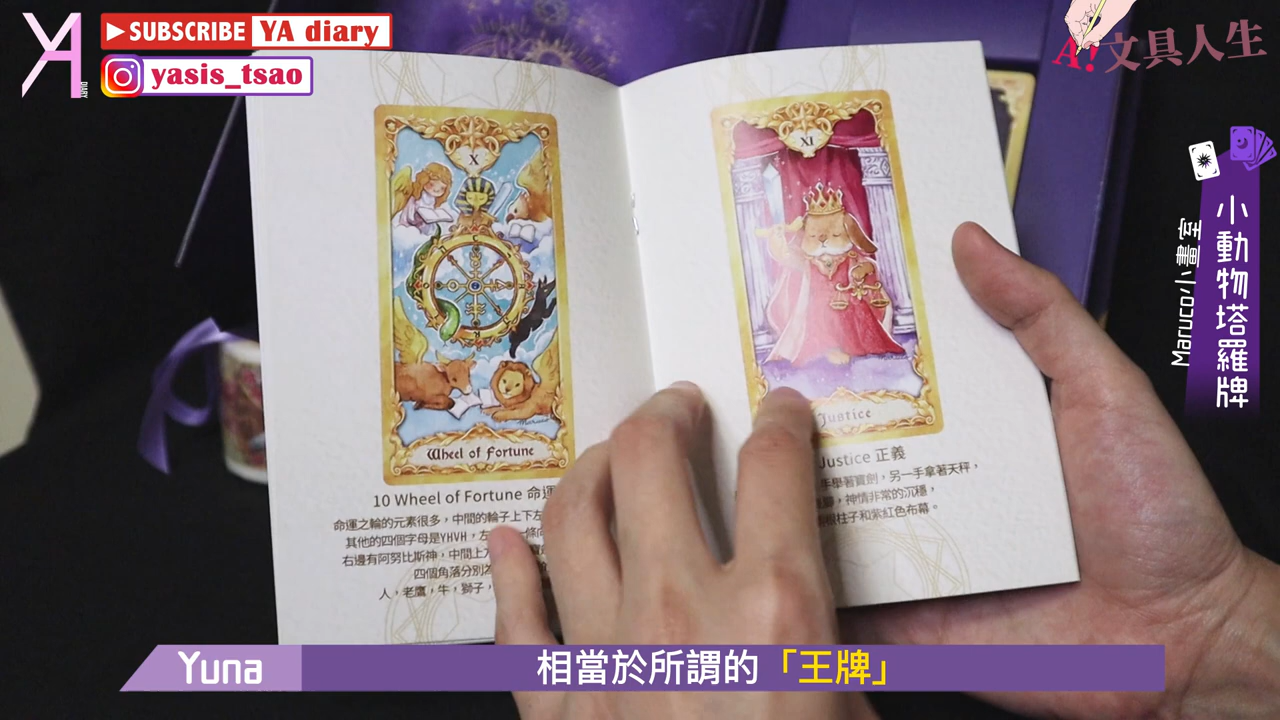 YA
DIARY
SUBSCRIBE YA diary
yasis_tsao
A!文具人生
小動物塔羅牌
Maruco小畫室
X
Wheel of Fortune
10 Wheel of Fortune 命運
命運之輪的元素很多，中間的輪子上下左
其他的四個字母是YHVH，左
右邊有阿努比斯神，中間上
四個角落分別為
人，老鷹，牛，獅子，
XI
Justice
Justice 正義
手舉著寶劍，另一手拿著天秤，
神情非常的沉穩，
根柱子和紫紅色布幕。
Yuna
相當於所謂的「王牌」